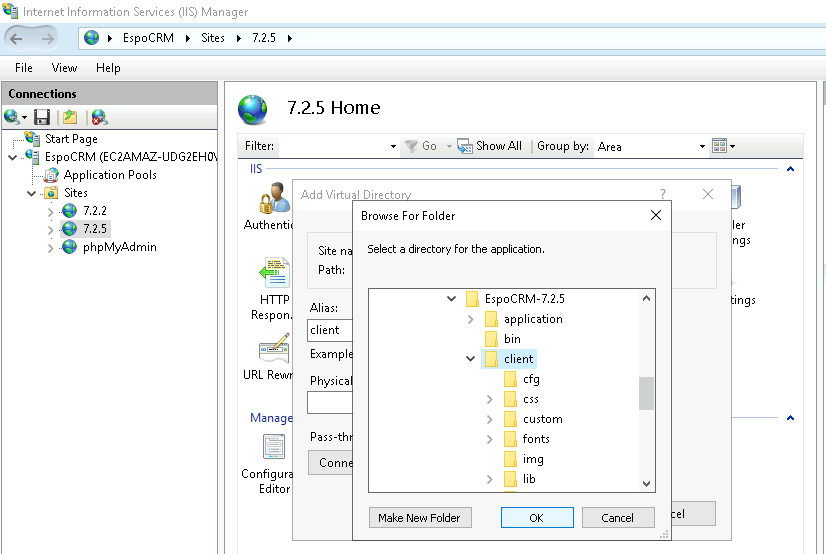 Internet Information Services (IIS) Manager
EspoCRM Sites 7.2.5
File View Help
Connections
Start Page
EspoCRM (EC2AMAZ-UDG2EH0V
Application Pools
Sites
7.2.2
7.2.5
phpMyAdmin
7.2.5 Home
Filter: Go Show All Group by: Area
IIS
Authentic
HTTP
Respon.
URL Rewr
Manage
Configura
Editor
Add Virtual Directory ?
Site na
Path:
Alias:
client
Example
Physical
Pass-thr
Conne
cel
ler
ngs
tings
Browse For Folder
Select a directory for the application.
EspoCRM-7.2.5
application
bin
client
cfg
css
custom
fonts
img
lib
Make New Folder OK Cancel